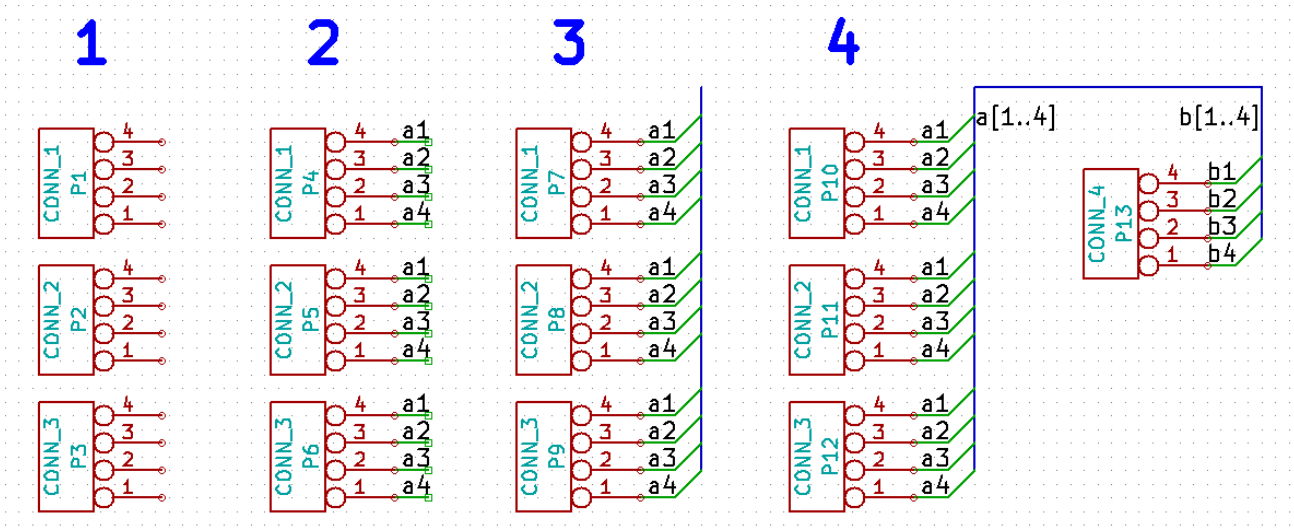 1 2 3 4
a[1..4] b[1..4]
CONN_1
P1
4
3
2
1
CONN_2
P2
4
3
2
1
CONN_3
P3
4
3
2
1
CONN_1
P4
4 a1
3 a2
2 a3
1 a4
CONN_2
P5
4 a1
3 a2
2 a3
1 a4
CONN_3
P6
4 a1
3 a2
2 a3
1 a4
CONN_1
P7
4 a1
3 a2
2 a3
1 a4
CONN_2
P8
4 a1
3 a2
2 a3
1 a4
CONN_3
P9
4 a1
3 a2
2 a3
1 a4
CONN_1
P10
4 a1
3 a2
2 a3
1 a4
CONN_2
P11
4 a1
3 a2
2 a3
1 a4
CONN_3
P12
4 a1
3 a2
2 a3
1 a4
CONN_4
P13
4 b1
3 b2
2 b3
1 b4